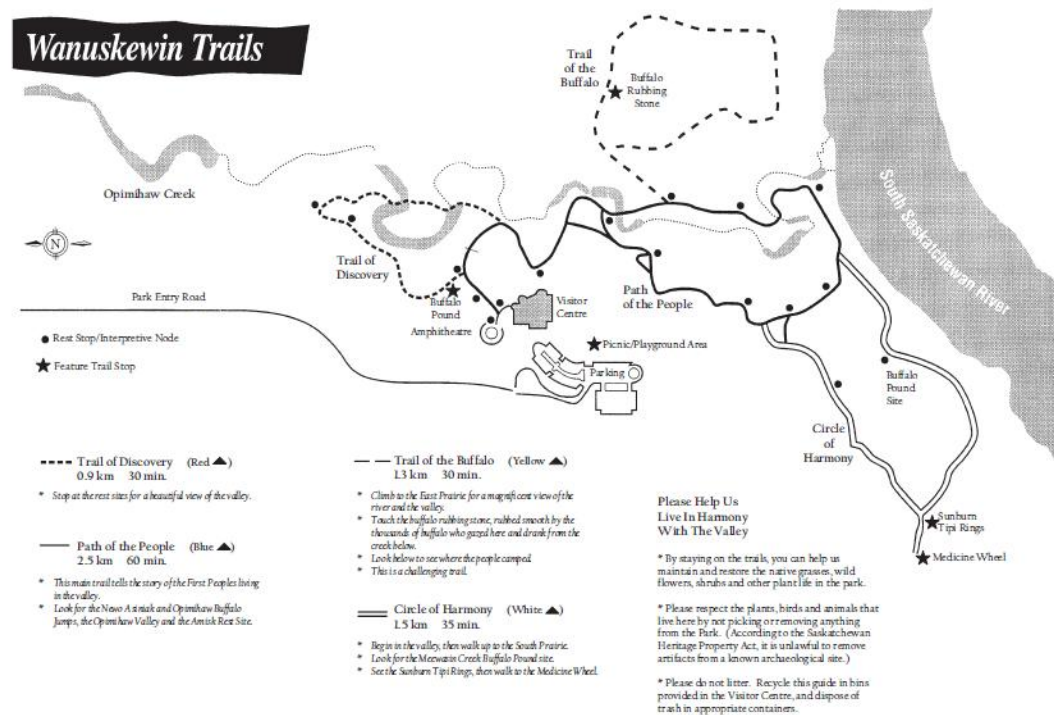 Wanuskewin Trails
Trail
of the
Buffalo
Buffalo
Rubbing
Stone
Opimihaw Creek
South Saskatchewan River
N
Trail of
Discovery
Path
of the People
Park Entry Road
Buffalo
Pound
Visitor
Centre
Amphitheatre
Rest Stop/Interpretive Node
Picnic/Playground Area
Feature Trail Stop
Parking
Buffalo
Pound
Site
Circle
of
Harmony
Sunburn
Tipi Rings
Medicine Wheel
Trail of Discovery (Red ▲)
0.9 km 30 min.
* Stop at the rest sites for a beautiful view of the valley.
Path of the People (Blue ▲)
2.5 km 60 min.
* This main trail tells the story of the First Peoples living
in the valley.
* Look for the Newo Asiniak and Opimihaw Buffalo
Jumps, the Opimihaw Valley and the Amisk Rest Site.
Trail of the Buffalo (Yellow ▲)
1.3 km 30 min.
* Climb to the East Prairie for a magnificent view of the
river and the valley.
* Touch the buffalo rubbing stone, rubbed smooth by the
thousands of buffalo who gazed here and drank from the
creek below.
* Look below to see where the people camped.
* This is a challenging trail.
Circle of Harmony (White ▲)
1.5 km 35 min.
* Begin in the valley, then walk up to the South Prairie.
* Look for the Meewasin Creek Buffalo Pound site.
* See the Sunburn Tipi Rings, then walk to the Medicine Wheel.
Please Help Us
Live In Harmony
With The Valley
* By staying on the trails, you can help us
maintain and restore the native grasses, wild
flowers, shrubs and other plant life in the park.
* Please respect the plants, birds and animals that
live here by not picking or removing anything
from the Park. (According to the Saskatchewan
Heritage Property Act, it is unlawful to remove
artifacts from a known archaeological site.)
* Please do not litter. Recycle this guide in bins
provided in the Visitor Centre, and dispose of
trash in appropriate containers.